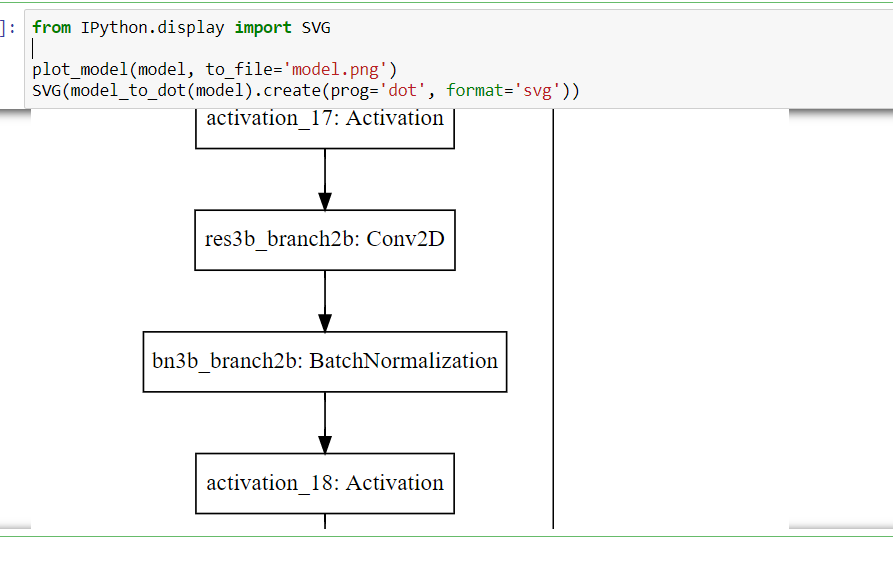 ]:
from IPython.display import SVG
plot_model(model, to_file='model.png')
SVG(model_to_dot(model).create(prog='dot', format='svg'))
activation_17: Activation
res3b_branch2b: Conv2D
bn3b_branch2b: BatchNormalization
activation_18: Activation